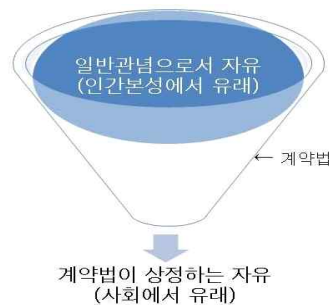 일반관념으로서 자유
(인간본성에서 유래)
← 계약법
계약법이 상정하는 자유
(사회에서 유래)